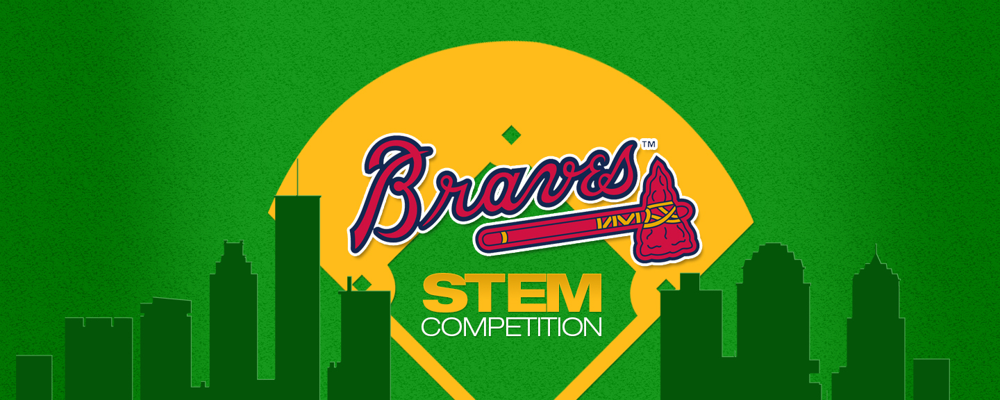 Braves™
STEM
COMPETITION